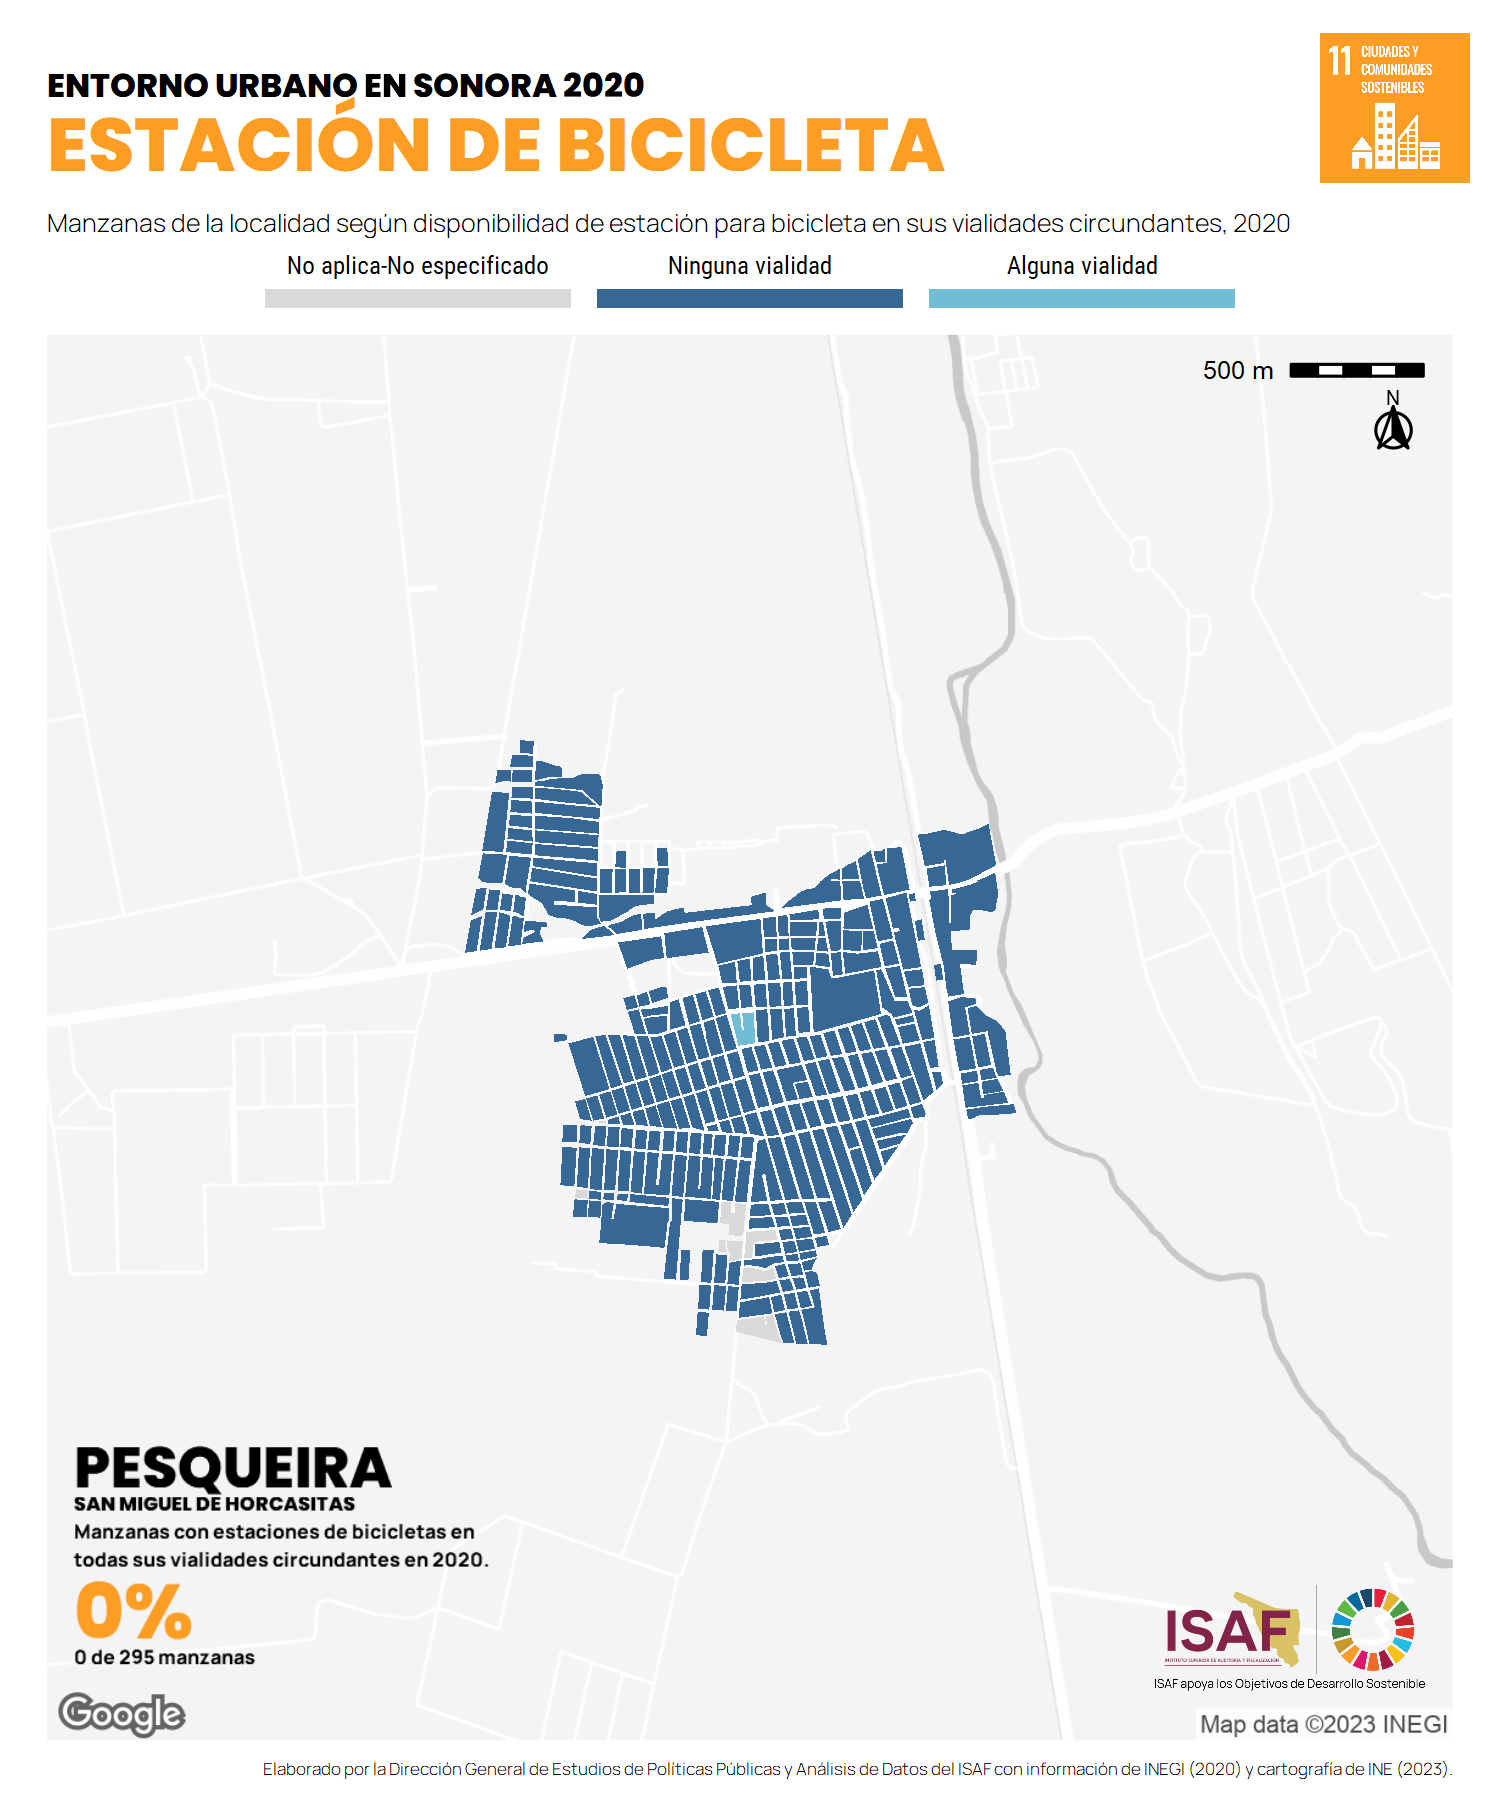 ENTORNO URBANO EN SONORA 2020
ESTACIÓN DE BICICLETA
11 CIUDADES Y
COMUNIDADES
SOSTENIBLES
Manzanas de la localidad según disponibilidad de estación para bicicleta en sus vialidades circundantes, 2020
No aplica-No especificado
Ninguna vialidad
Alguna vialidad
500 m
N
PESQUEIRA
SAN MIGUEL DE HORCASITAS
Manzanas con estaciones de bicicletas en
todas sus vialidades circundantes en 2020.
0%
0 de 295 manzanas
Google
ISAF
INSTITUTO SUPERIOR DE AUDITORÍA Y FISCALIZACIÓN
ISAF apoya los Objetivos de Desarrollo Sostenible
Map data ©2023 INEGI
Elaborado por la Dirección General de Estudios de Políticas Públicas y Análisis de Datos del ISAF con información de INEGI (2020) y cartografía de INE (2023).